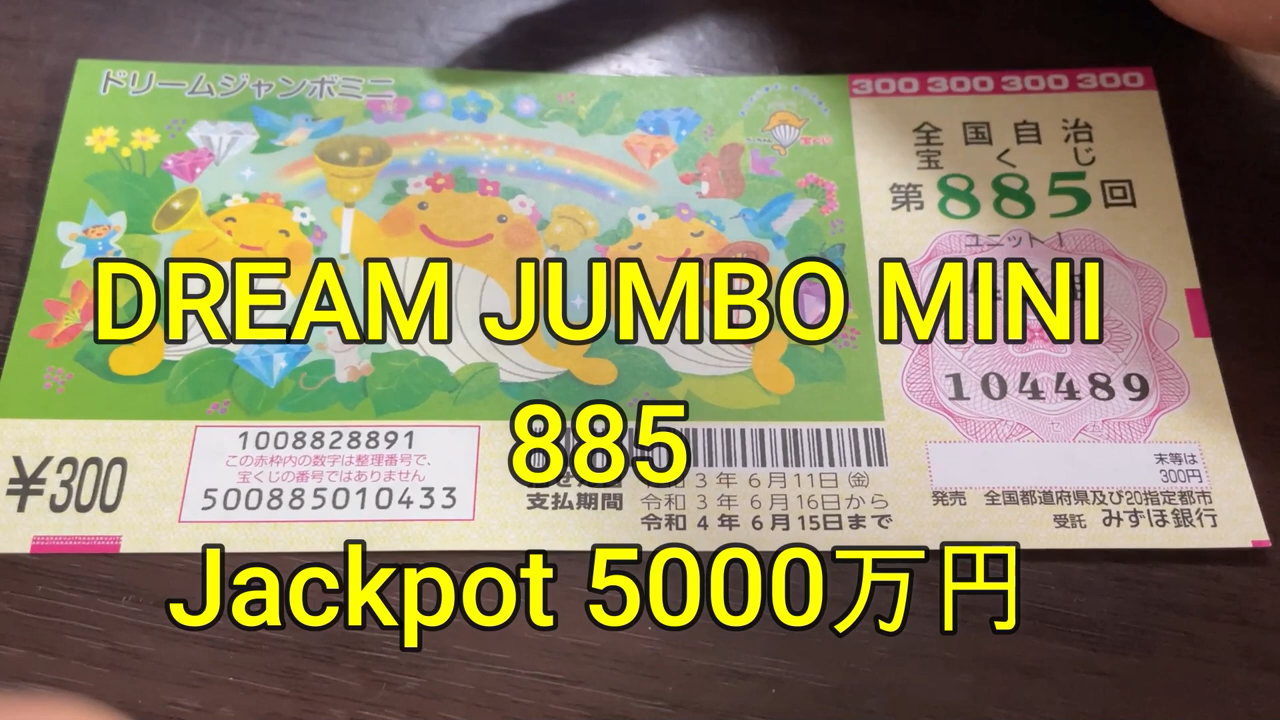 ドリームジャンボミニ
300 300 300 300
全国自治
宝くじ
第885回
ユニット 1
DREAM JUMBO MINI
104489
885
1008828891
この赤枠内の数字は整理番号で、
宝くじの番号ではありません
500885010433
¥300
3年6月11日㈮
支払期間 令和3年6月16日から
令和4年6月15日まで
末等は
300円
発売 全国都道府県及び20指定都市
受託 みずほ銀行
Jackpot 5000万円